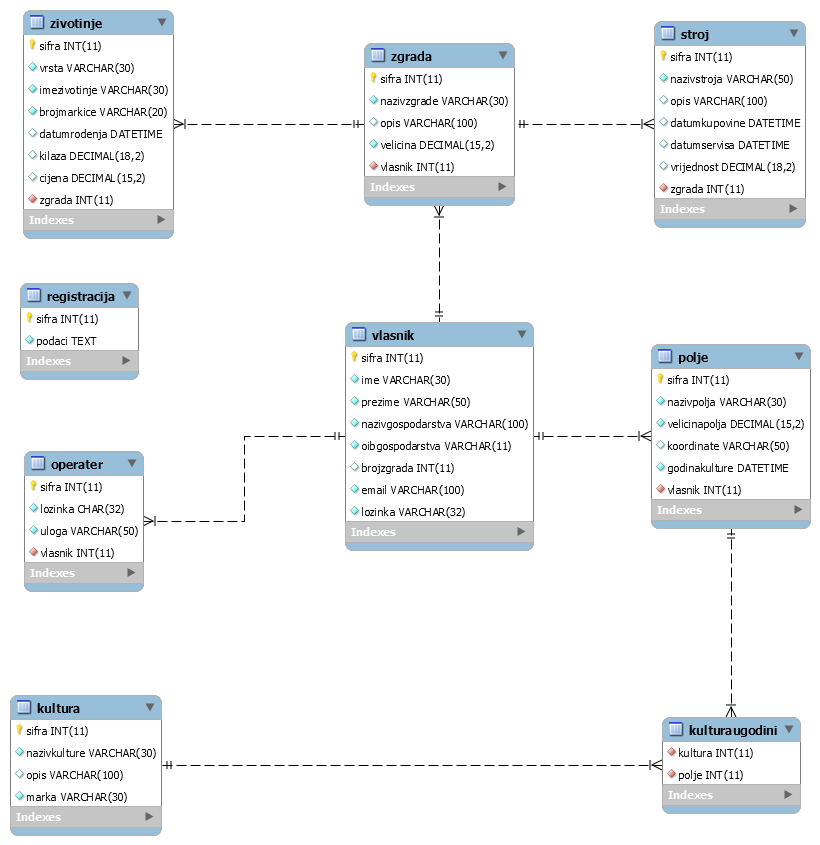 zivotinje
sifra INT(11)
vrsta VARCHAR(30)
imezivotinje VARCHAR(30)
brojmarkice VARCHAR(20)
datumrodenja DATETIME
kilaza DECIMAL(18,2)
cijena DECIMAL(15,2)
zgrada INT(11)
Indexes
zgrada
sifra INT(11)
nazivzgrade VARCHAR(30)
opis VARCHAR(100)
velicina DECIMAL(15,2)
vlasnik INT(11)
Indexes
stroj
sifra INT(11)
nazivstroja VARCHAR(50)
opis VARCHAR(100)
datumkupovine DATETIME
datumservisa DATETIME
vrijednost DECIMAL(18,2)
zgrada INT(11)
Indexes
registracija
sifra INT(11)
podaci TEXT
Indexes
vlasnik
sifra INT(11)
ime VARCHAR(30)
prezime VARCHAR(50)
nazivgospodarstva VARCHAR(100)
oibgospodarstva VARCHAR(11)
brojzgrada INT(11)
email VARCHAR(100)
lozinka VARCHAR(32)
Indexes
polje
sifra INT(11)
nazivpolja VARCHAR(30)
velicinapolja DECIMAL(15,2)
koordinate VARCHAR(50)
godinakulture DATETIME
vlasnik INT(11)
Indexes
operater
sifra INT(11)
lozinka CHAR(32)
uloga VARCHAR(50)
vlasnik INT(11)
Indexes
kultura
sifra INT(11)
nazivkulture VARCHAR(30)
opis VARCHAR(100)
marka VARCHAR(30)
Indexes
kulturaugodini
kultura INT(11)
polje INT(11)
Indexes